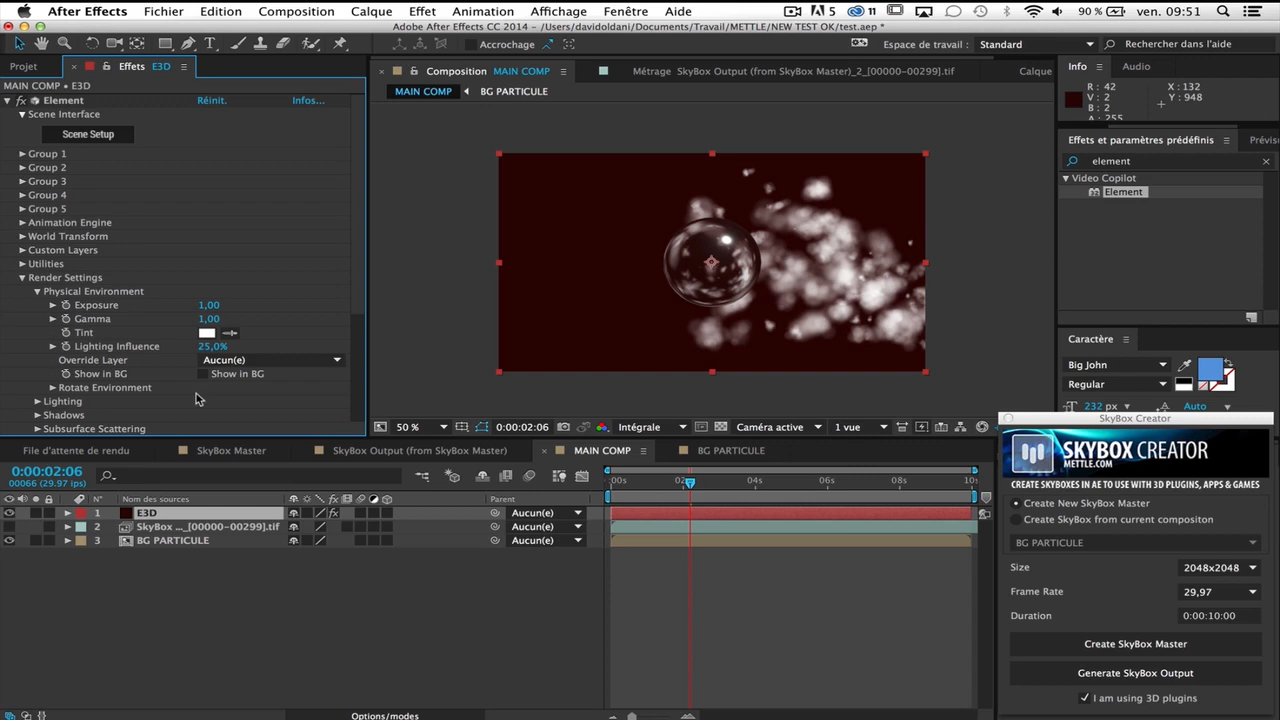 After Effects Fichier Edition Composition Calque Effet Animation Affichage Fenêtre Aide 5 11 90 % ven. 09:51
Adobe After Effects CC 2014 - /Users/davidoldani/Documents/Travail/METTLE/NEW TEST OK/test.aep *
Accrochage Espace de travail : Standard Rechercher dans l'aide
Projet × Effets E3D
MAIN COMP • E3D
fx Element Réinit. Infos...
Scene Interface
Scene Setup
Group 1
Group 2
Group 3
Group 4
Group 5
Animation Engine
World Transform
Custom Layers
Utilities
Render Settings
Physical Environment
Exposure 1,00
Gamma 1,00
Tint
Lighting Influence 25,0%
Override Layer Aucun(e)
Show in BG Show in BG
Rotate Environment
Lighting
Shadows
Subsurface Scattering
× Composition MAIN COMP Métrage SkyBox Output (from SkyBox Master)_2_[00000-00299].tif Calque
MAIN COMP BG PARTICULE
50 % 0:00:02:06 Intégrale Caméra active 1 vue
Info Audio
R : 42 X : 132
V : 2 Y : 948
B : 2
A : 255
Effets et paramètres prédéfinis Prévis
element ×
Video Copilot
Element
Caractère
Big John
Regular
232 px Auto
SkyBox Creator
SKYBOX CREATOR
METTLE.COM
CREATE SKYBOXES IN AE TO USE WITH 3D PLUGINS, APPS & GAMES
Create New SkyBox Master
Create SkyBox from current compositon
BG PARTICULE
Size 2048x2048
Frame Rate 29,97
Duration 0:00:10:00
Create SkyBox Master
Generate SkyBox Output
I am using 3D plugins
File d'attente de rendu SkyBox Master SkyBox Output (from SkyBox Master) × MAIN COMP BG PARTICULE
0:00:02:06
00066 (29.97 ips)
:00s 02s 04s 06s 08s 10s
N° Nom des sources fx Parent
1 E3D fx Aucun(e)
2 SkyBox ..._[00000-00299].tif Aucun(e)
3 BG PARTICULE Aucun(e)
Options/modes